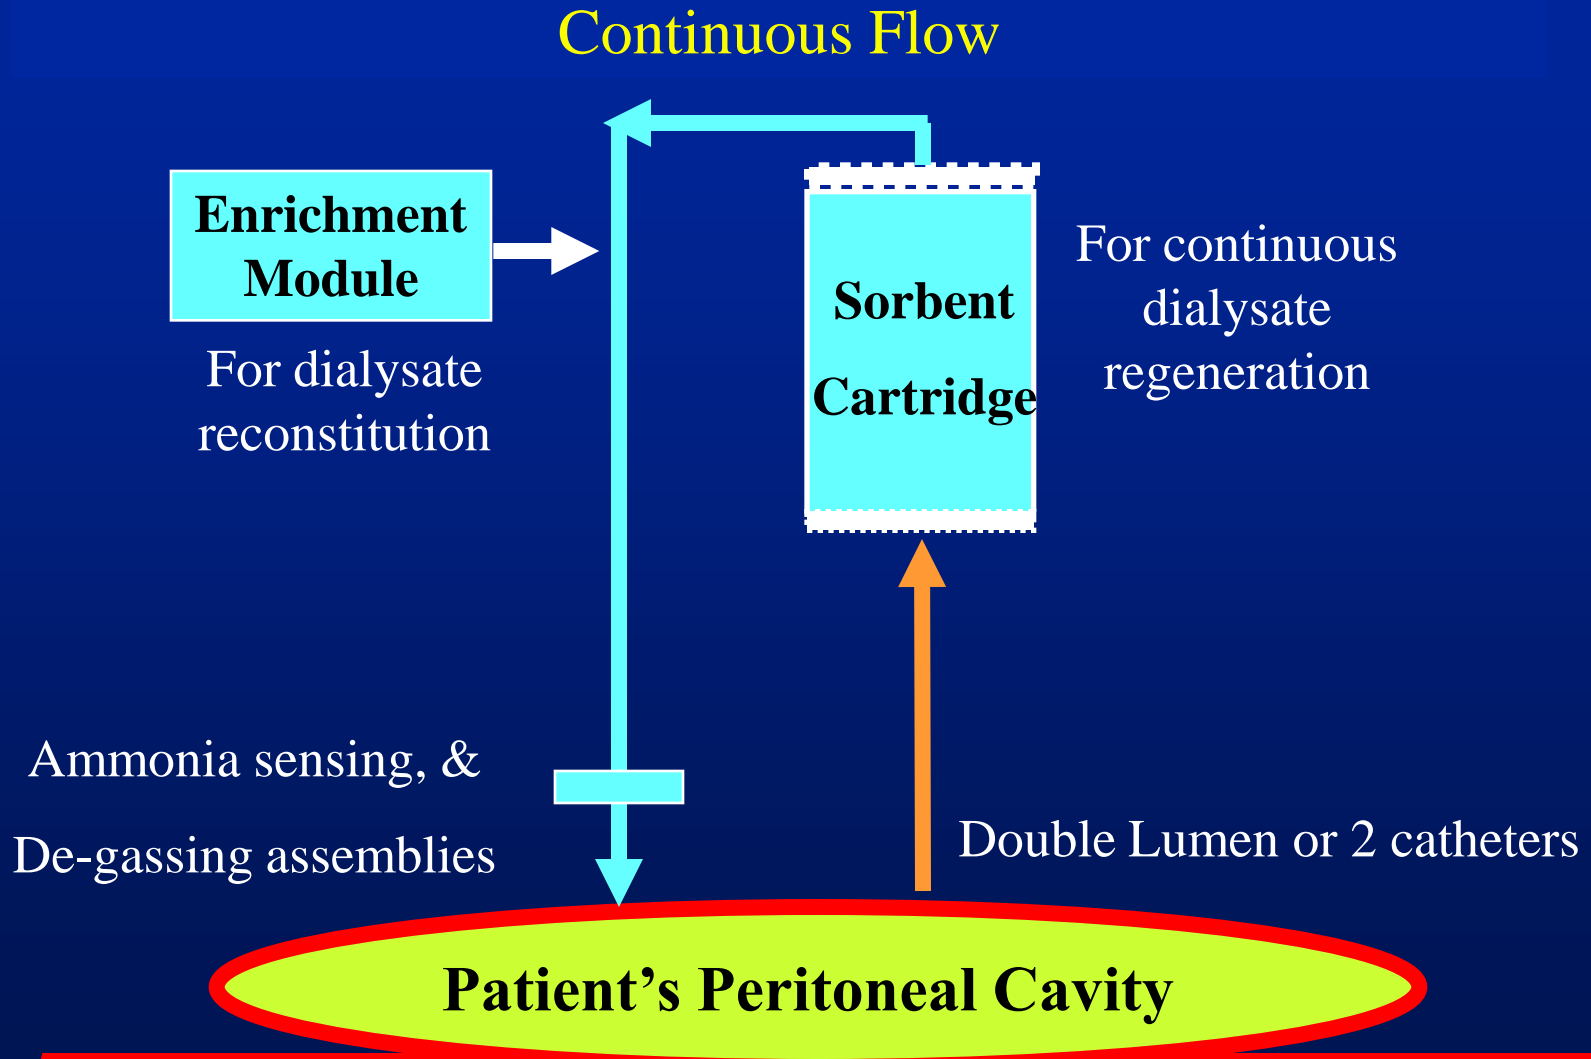 Continuous Flow
Enrichment
Module
For dialysate
reconstitution
Sorbent
Cartridge
For continuous
dialysate
regeneration
Ammonia sensing, &
De-gassing assemblies
Double Lumen or 2 catheters
Patient’s Peritoneal Cavity